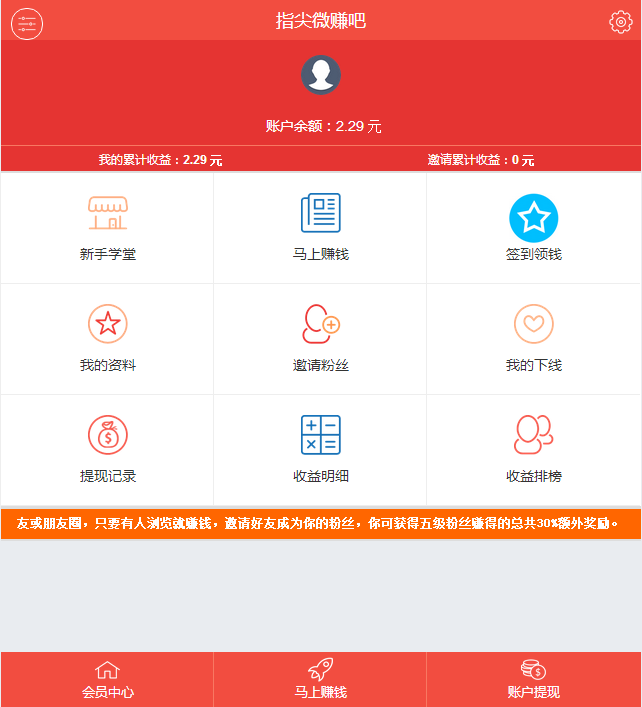 指尖微赚吧
账户余额：2.29 元
我的累计收益：2.29 元 邀请累计收益：0 元
新手学堂 马上赚钱 签到领钱
我的资料 邀请粉丝 我的下线
提现记录 收益明细 收益排榜
友或朋友圈，只要有人浏览就赚钱，邀请好友成为你的粉丝，你可获得五级粉丝赚得的总共30%额外奖励。
会员中心 马上赚钱 账户提现